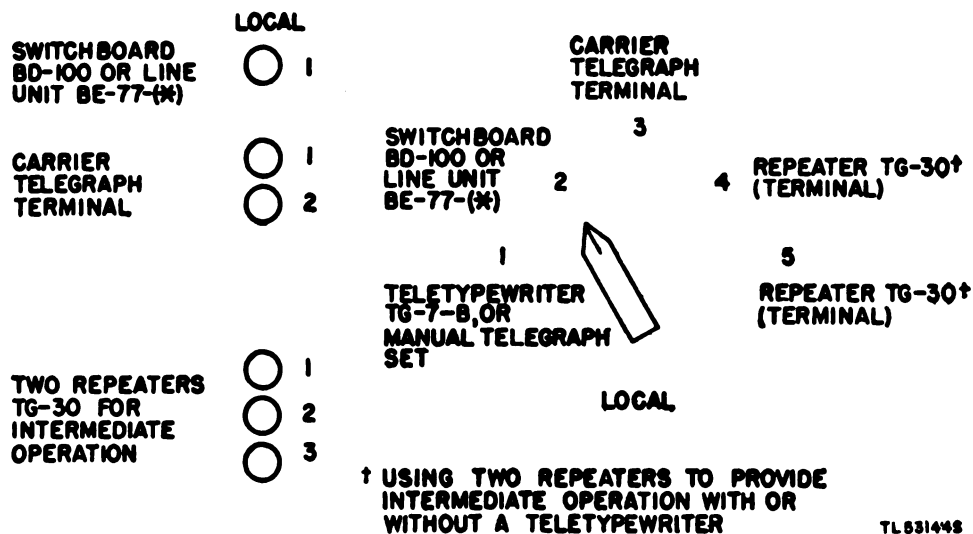 LOCAL
SWITCHBOARD
BD-100 OR LINE
UNIT BE-77-(*)
1
CARRIER
TELEGRAPH
TERMINAL
1
2
TWO REPEATERS
TG-30 FOR
INTERMEDIATE
OPERATION
1
2
3
CARRIER
TELEGRAPH
TERMINAL
3
SWITCHBOARD
BD-100 OR
LINE UNIT
BE-77-(*)
2
4
REPEATER TG-30†
(TERMINAL)
1
TELETYPEWRITER
TG-7-B, OR
MANUAL TELEGRAPH
SET
5
REPEATER TG-30†
(TERMINAL)
LOCAL
† USING TWO REPEATERS TO PROVIDE
INTERMEDIATE OPERATION WITH OR
WITHOUT A TELETYPEWRITER